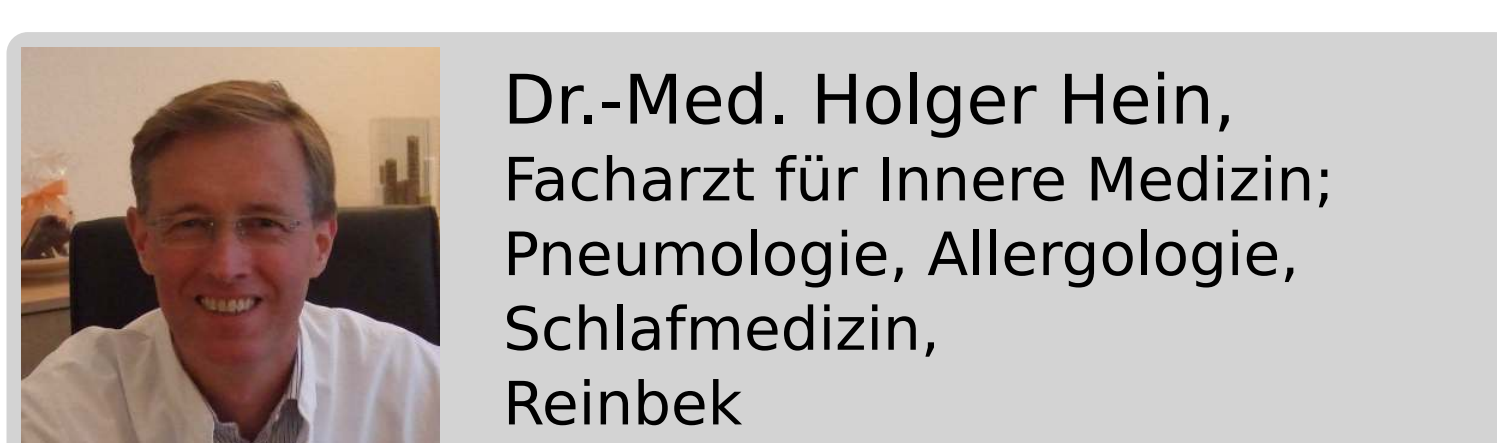 Dr.-Med. Holger Hein,
Facharzt für Innere Medizin;
Pneumologie, Allergologie,
Schlafmedizin,
Reinbek